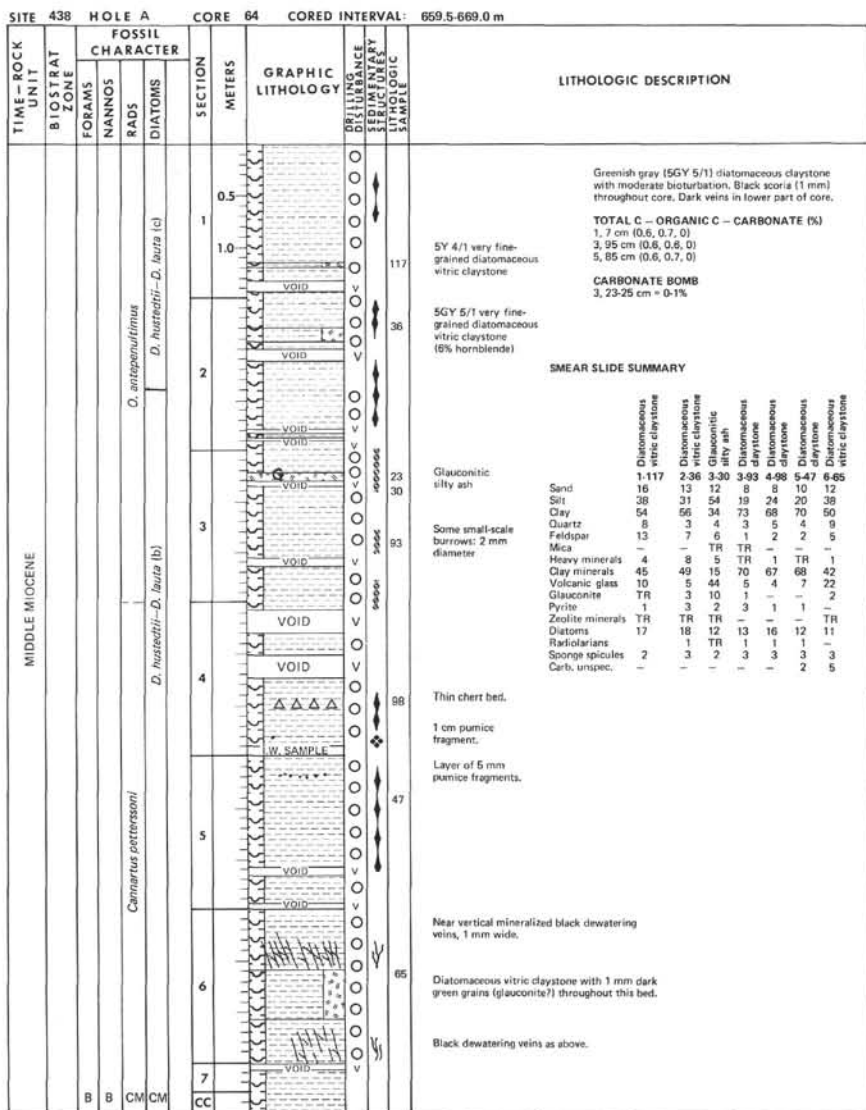 SITE 438 HOLE A CORE 64 CORED INTERVAL: 659.5-669.0 m
TIME-ROCK UNIT
BIOSTRAT ZONE
FOSSIL CHARACTER
FORAMS
NANNOS
RADS
DIATOMS
SECTION
METERS
GRAPHIC LITHOLOGY
DRILLING DISTURBANCE
SEDIMENTARY STRUCTURES
LITHOLOGIC SAMPLE
LITHOLOGIC DESCRIPTION
MIDDLE MIOCENE
O. antepenultimus
Cannartus petterssoni
D. hustedtii-D. lauta (c)
D. hustedtii-D. lauta (b)
B B CM CM
1
0.5
1.0
VOID V
117
2
VOID V
36
VOID V
VOID V
3
G
VOID V
23
30
93
VOID V
4
VOID V
VOID V
98
W. SAMPLE
5
47
VOID V
VOID V
6
65
VOID V
7
CC
Greenish gray (5GY 5/1) diatomaceous claystone
with moderate bioturbation. Black scoria (1 mm)
throughout core. Dark veins in lower part of core.
TOTAL C – ORGANIC C – CARBONATE (%)
1, 7 cm (0.6, 0.7, 0)
3, 95 cm (0.6, 0.6, 0)
5, 85 cm (0.6, 0.7, 0)
CARBONATE BOMB
3, 23-25 cm = 0-1%
5Y 4/1 very fine-
grained diatomaceous
vitric claystone
5GY 5/1 very fine-
grained diatomaceous
vitric claystone
(6% hornblende)
Glauconitic
silty ash
Some small-scale
burrows: 2 mm
diameter
Thin chert bed.
1 cm pumice
fragment.
Layer of 5 mm
pumice fragments.
Near vertical mineralized black dewatering
veins, 1 mm wide.
Diatomaceous vitric claystone with 1 mm dark
green grains (glauconite?) throughout this bed.
Black dewatering veins as above.
SMEAR SLIDE SUMMARY
Diatomaceous vitric claystone
Diatomaceous vitric claystone
Glauconitic silty ash
Diatomaceous claystone
Diatomaceous claystone
Diatomaceous claystone
Diatomaceous vitric claystone
1-117 2-36 3-30 3-93 4-98 5-47 6-65
Sand 16 13 12 8 8 10 12
Silt 38 31 54 19 24 20 38
Clay 54 56 34 73 68 70 50
Quartz 8 3 4 3 5 4 9
Feldspar 13 7 6 1 2 2 5
Mica – – TR TR – – –
Heavy minerals 4 8 5 TR 1 TR 1
Clay minerals 45 49 15 70 67 68 42
Volcanic glass 10 5 44 5 4 7 22
Glauconite TR 3 10 1 – – 2
Pyrite 1 3 2 3 1 1 –
Zeolite minerals TR TR TR – – – TR
Diatoms 17 18 12 13 16 12 11
Radiolarians 1 TR 1 1 1 –
Sponge spicules 2 3 2 3 3 3 3
Carb. unspec. – – – – – 2 5